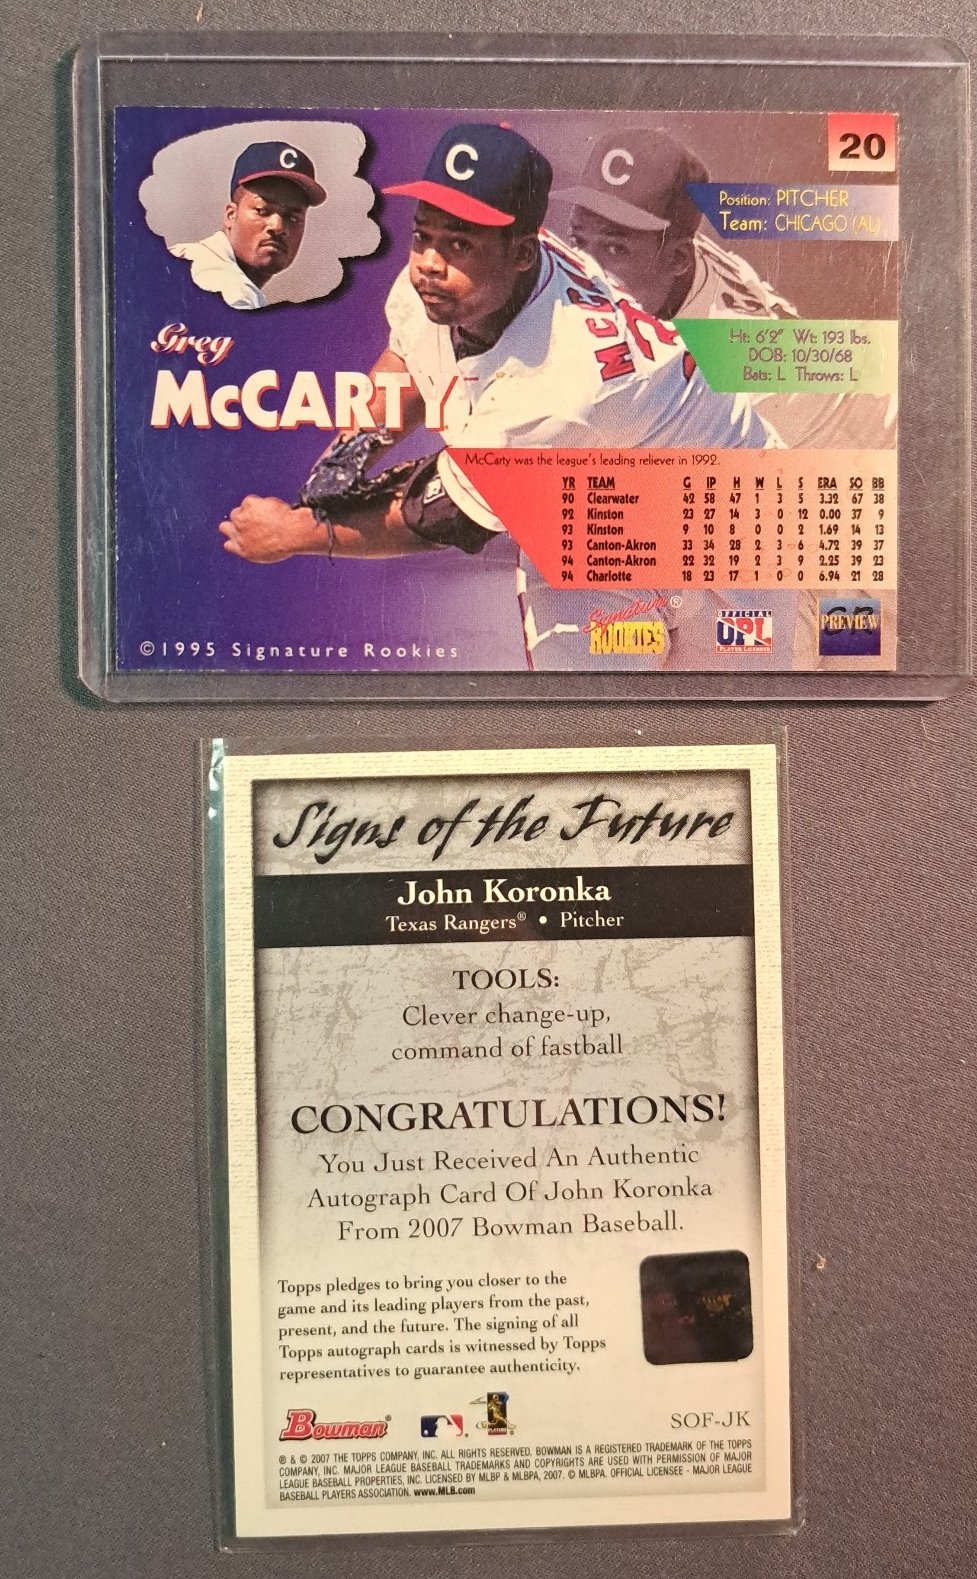 C
C
C
20
Position: PITCHER
Team: CHICAGO (AL)
Ht: 6'2" Wt: 193 lbs.
DOB: 10/30/68
Bats: L Throws: L
Greg
McCARTY
McCarty was the league's leading reliever in 1992.
YR TEAM G IP H W L S ERA SO BB
90 Clearwater 42 58 47 1 3 5 3.32 67 38
92 Kinston 23 27 14 3 0 12 0.00 37 9
93 Kinston 9 10 8 0 0 2 1.69 14 13
93 Canton-Akron 33 34 28 2 3 6 4.72 39 37
94 Canton-Akron 22 32 19 2 3 9 2.25 39 23
94 Charlotte 18 23 17 1 0 0 6.94 21 28
©1995 Signature Rookies
Signature ®
ROOKIES
OFFICIAL
UPL
PLAYER LICENSEE
SR
PREVIEW
Signs of the Future
John Koronka
Texas Rangers® • Pitcher
TOOLS:
Clever change-up,
command of fastball
CONGRATULATIONS!
You Just Received An Authentic
Autograph Card Of John Koronka
From 2007 Bowman Baseball.
Topps pledges to bring you closer to the
game and its leading players from the past,
present, and the future. The signing of all
Topps autograph cards is witnessed by Topps
representatives to guarantee authenticity.
Bowman®
SOF-JK
® & © 2007 THE TOPPS COMPANY, INC. ALL RIGHTS RESERVED. BOWMAN IS A REGISTERED TRADEMARK OF THE TOPPS
COMPANY, INC. MAJOR LEAGUE BASEBALL TRADEMARKS AND COPYRIGHTS ARE USED WITH PERMISSION OF MAJOR
LEAGUE BASEBALL PROPERTIES, INC. LICENSED BY MLBP & MLBPA, 2007. © MLBPA. OFFICIAL LICENSEE - MAJOR LEAGUE
BASEBALL PLAYERS ASSOCIATION. www.MLB.com